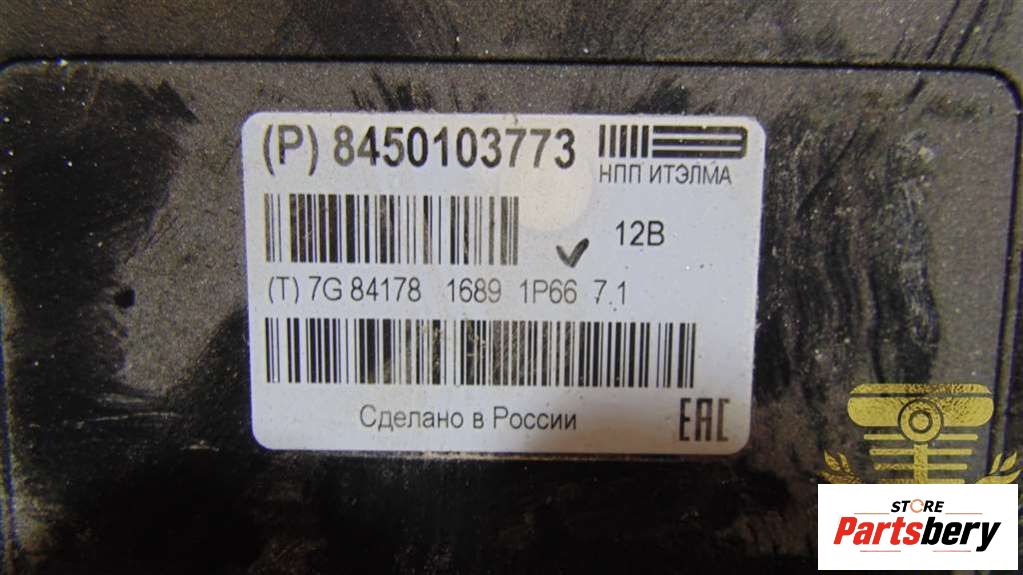 (P) 8450103773
НПП ИТЭЛМА
12В
(T) 7G 84178 1689 1P66 7.1
Сделано в России
EAC
STORE
Partsbery